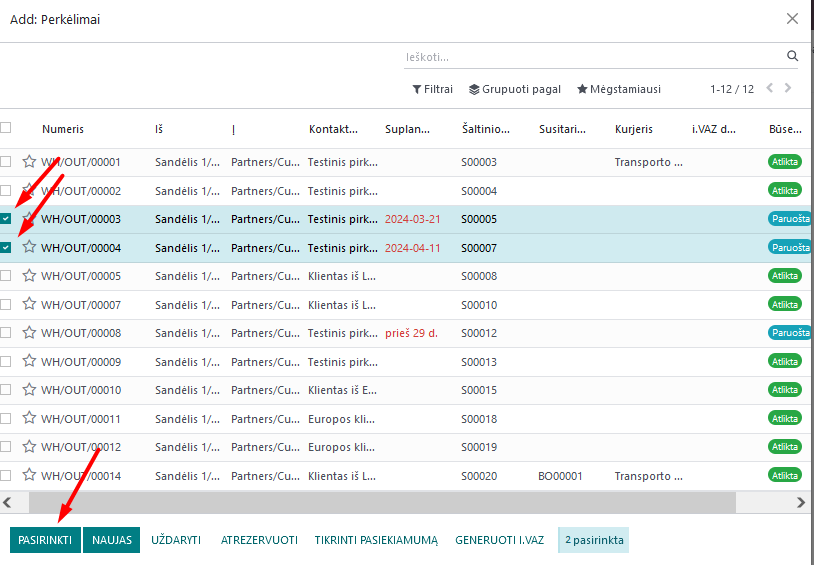 Add: Perkėlimai
Ieškoti...
Filtrai Grupuoti pagal Mėgstamiausi 1-12 / 12
Numeris Iš Į Kontakt... Suplan... Šaltinio... Susitari... Kurjeris i.VAZ d... Būse...
WH/OUT/00001 Sandėlis 1/... Partners/Cu... Testinis pirk... S00003 Transporto ... Atlikta
WH/OUT/00002 Sandėlis 1/... Partners/Cu... Testinis pirk... S00004 Atlikta
WH/OUT/00003 Sandėlis 1/... Partners/Cu... Testinis pirk... 2024-03-21 S00005 Paruošta
WH/OUT/00004 Sandėlis 1/... Partners/Cu... Testinis pirk... 2024-04-11 S00007 Paruošta
WH/OUT/00005 Sandėlis 1/... Partners/Cu... Klientas iš L... S00008 Atlikta
WH/OUT/00007 Sandėlis 1/... Partners/Cu... Klientas iš L... S00010 Atlikta
WH/OUT/00008 Sandėlis 1/... Partners/Cu... Testinis pirk... prieš 29 d. S00012 Paruošta
WH/OUT/00009 Sandėlis 1/... Partners/Cu... Testinis pirk... S00013 Atlikta
WH/OUT/00010 Sandėlis 1/... Partners/Cu... Klientas iš E... S00015 Atlikta
WH/OUT/00011 Sandėlis 1/... Partners/Cu... Europos kli... S00018 Atlikta
WH/OUT/00012 Sandėlis 1/... Partners/Cu... Europos kli... S00019 Atlikta
WH/OUT/00014 Sandėlis 1/... Partners/Cu... Klientas iš L... S00020 BO00001 Transporto ... Atlikta
PASIRINKTI NAUJAS UŽDARYTI ATREZERVUOTI TIKRINTI PASIEKIAMUMĄ GENERUOTI I.VAZ 2 pasirinkta